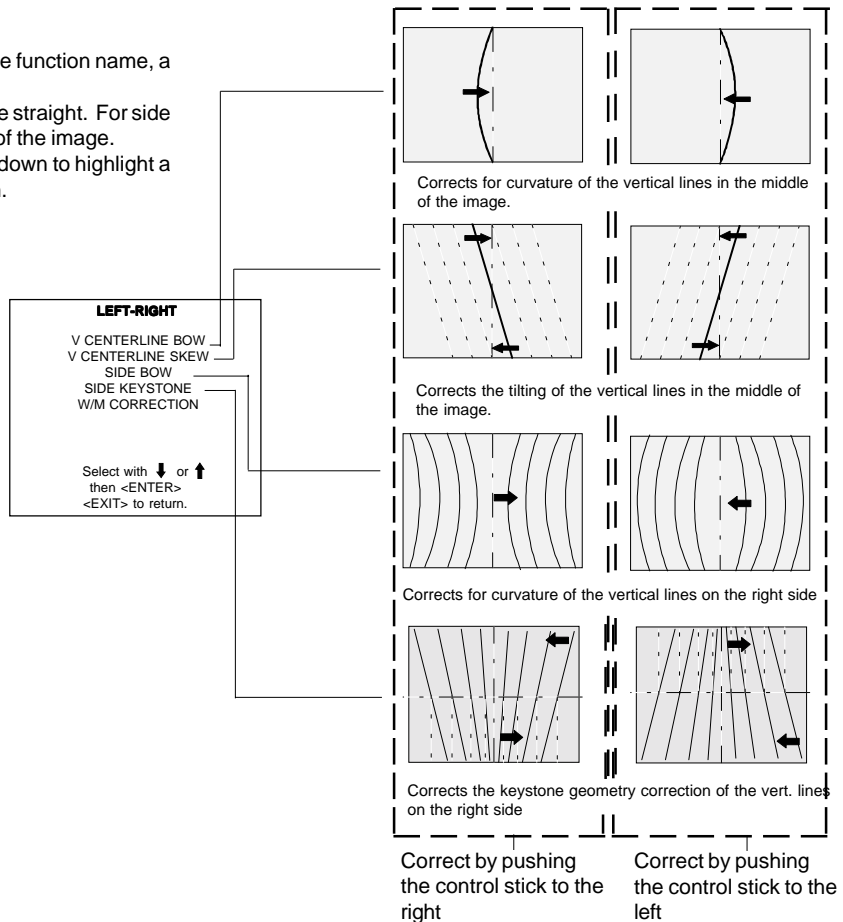 e function name, a
e straight. For side
of the image.
down to highlight a
.
LEFT-RIGHT
V CENTERLINE BOW
V CENTERLINE SKEW
SIDE BOW
SIDE KEYSTONE
W/M CORRECTION
Select with ⬇ or ⬆
then <ENTER>
<EXIT> to return.
Corrects for curvature of the vertical lines in the middle
of the image.
Corrects the tilting of the vertical lines in the middle of
the image.
Corrects for curvature of the vertical lines on the right side
Corrects the keystone geometry correction of the vert. lines
on the right side
Correct by pushing
the control stick to the
right
Correct by pushing
the control stick to the
left